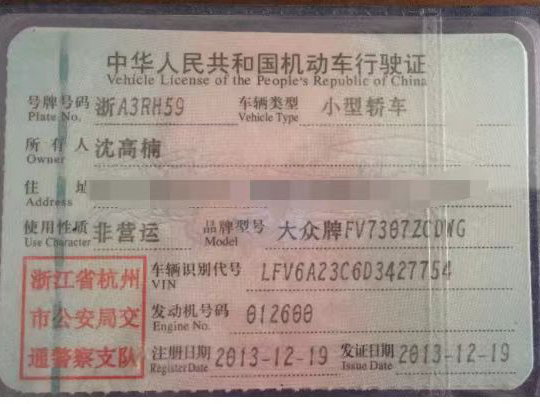 中华人民共和国机动车行驶证
Vehicle License of the People's Republic of China
号牌号码 浙A3RH59 车辆类型 小型轿车
Plate No. Vehicle Type
所有人 沈高楠
Owner
住 址
Address
使用性质 非营运 品牌型号 大众牌FV7307ZCDWG
Use Character Model
浙江省杭州
市公安局交
通警察支队
车辆识别代号 LFV6A23C6D3427754
VIN
发动机号码 012600
Engine No.
注册日期 2013-12-19 发证日期 2013-12-19
Register Date Issue Date